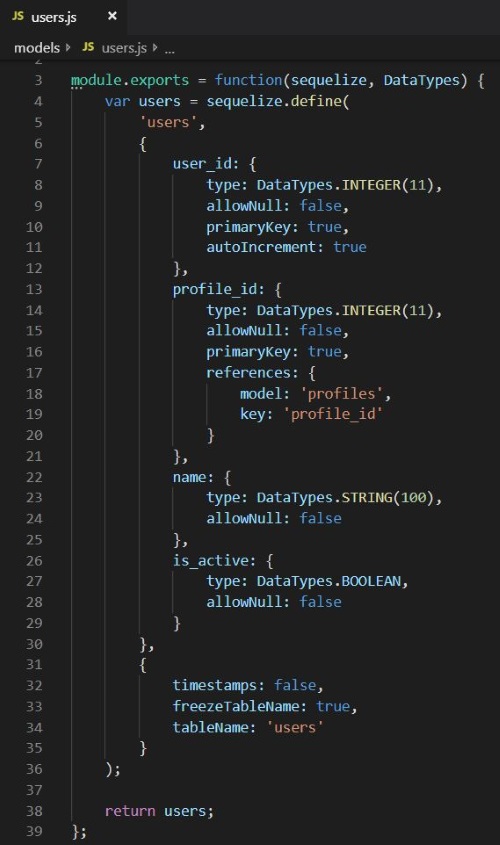 JS users.js ×
models › JS users.js › ...
2
3 module.exports = function(sequelize, DataTypes) {
4     var users = sequelize.define(
5         'users',
6         {
7             user_id: {
8                 type: DataTypes.INTEGER(11),
9                 allowNull: false,
10                 primaryKey: true,
11                 autoIncrement: true
12             },
13             profile_id: {
14                 type: DataTypes.INTEGER(11),
15                 allowNull: false,
16                 primaryKey: true,
17                 references: {
18                     model: 'profiles',
19                     key: 'profile_id'
20                 }
21             },
22             name: {
23                 type: DataTypes.STRING(100),
24                 allowNull: false
25             },
26             is_active: {
27                 type: DataTypes.BOOLEAN,
28                 allowNull: false
29             }
30         },
31         {
32             timestamps: false,
33             freezeTableName: true,
34             tableName: 'users'
35         }
36     );
37
38     return users;
39 };